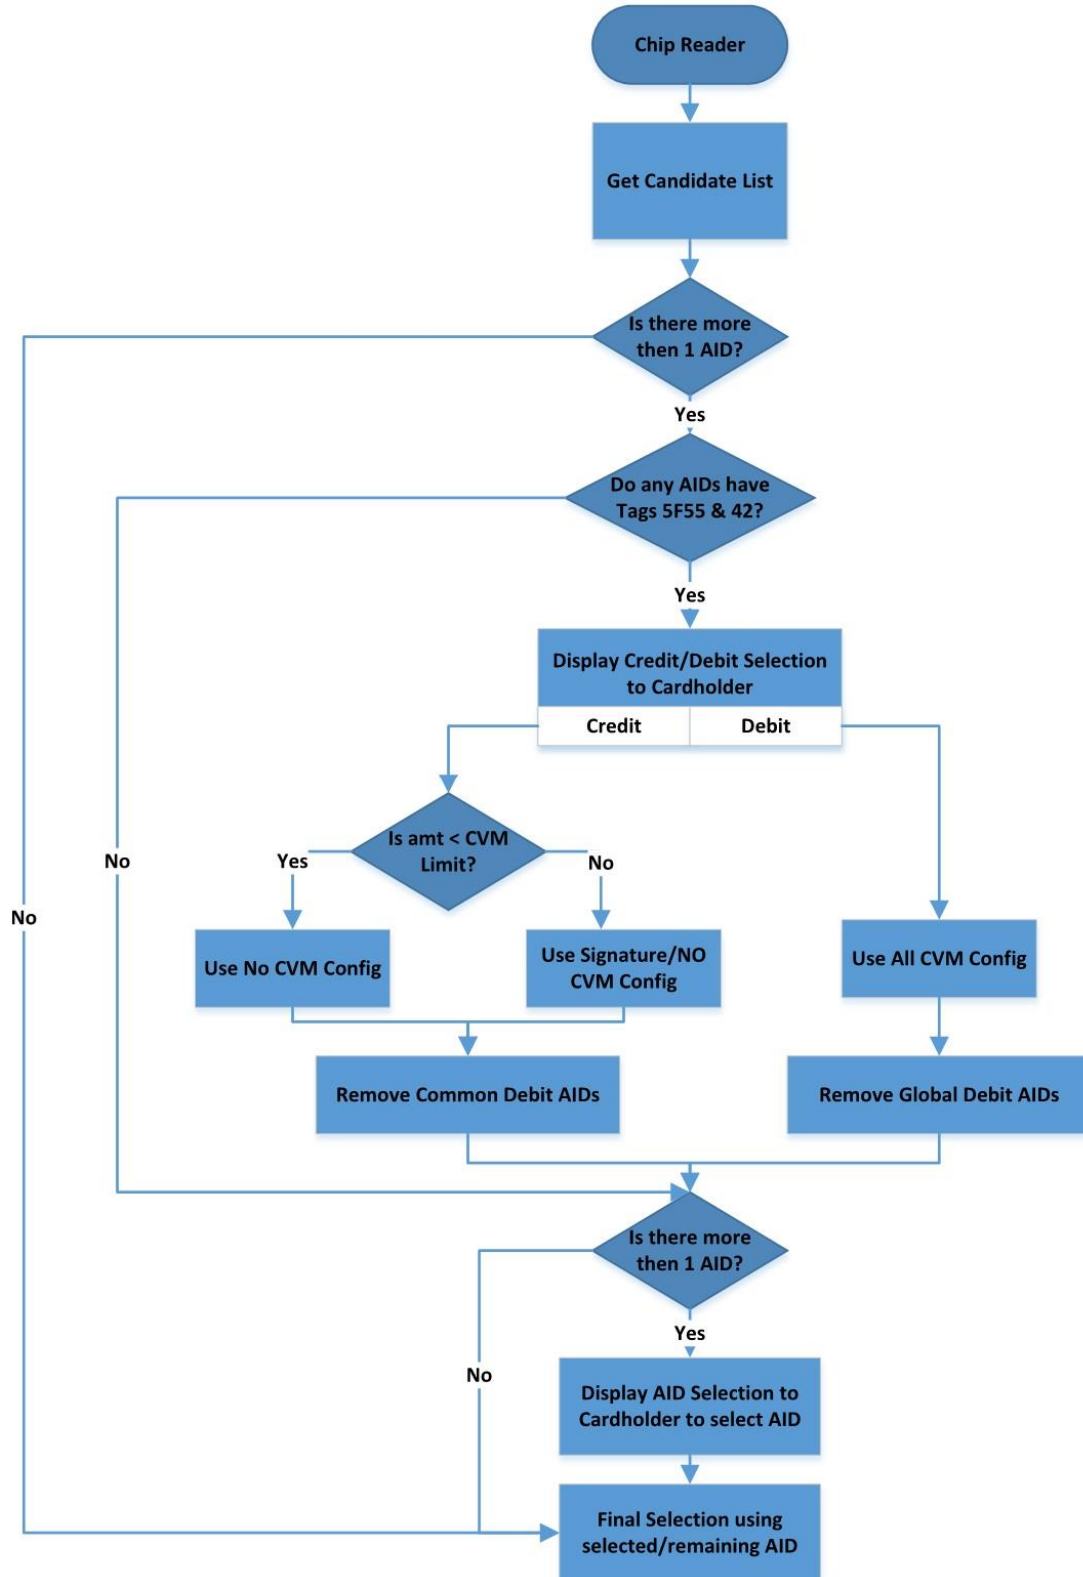 Chip Reader
Get Candidate List
Is there more
then 1 AID?
Yes
Do any AIDs have
Tags 5F55 & 42?
Yes
Display Credit/Debit Selection
to Cardholder
Credit
Debit
Is amt < CVM
Limit?
Yes
No
No
No
Use No CVM Config
Use Signature/NO
CVM Config
Use All CVM Config
Remove Common Debit AIDs
Remove Global Debit AIDs
Is there more
then 1 AID?
Yes
No
Display AID Selection to
Cardholder to select AID
Final Selection using
selected/remaining AID